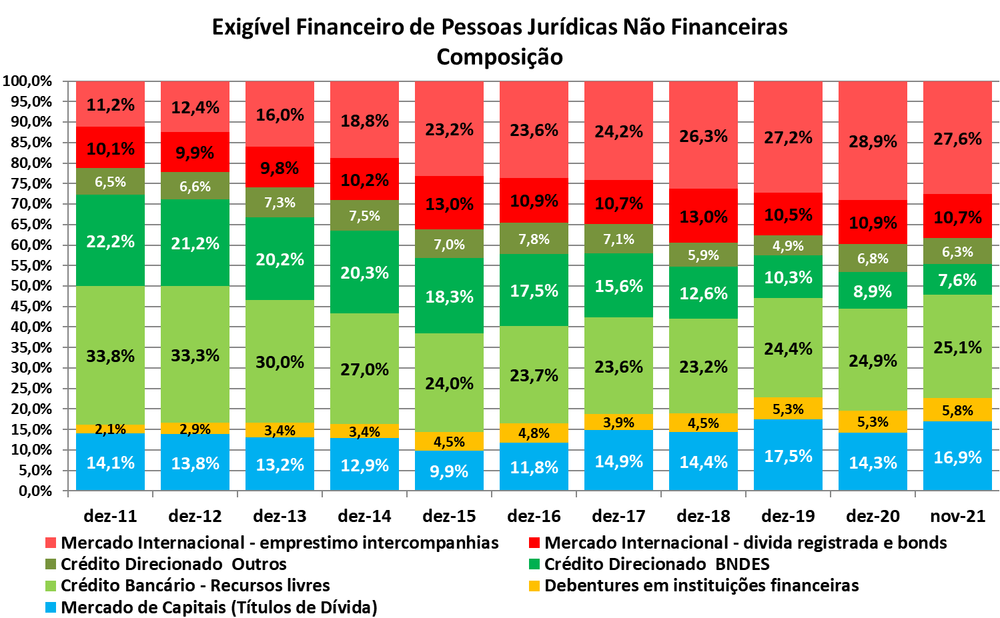 Exigível Financeiro de Pessoas Jurídicas Não Financeiras
Composição
100,0%
95,0%
90,0%
85,0%
80,0%
75,0%
70,0%
65,0%
60,0%
55,0%
50,0%
45,0%
40,0%
35,0%
30,0%
25,0%
20,0%
15,0%
10,0%
5,0%
0,0%
11,2% 12,4% 16,0% 18,8% 23,2% 23,6% 24,2% 26,3% 27,2% 28,9% 27,6%
10,1% 9,9% 9,8% 10,2% 13,0% 10,9% 10,7% 13,0% 10,5% 10,9% 10,7%
6,5% 6,6% 7,3% 7,5% 7,0% 7,8% 7,1% 5,9% 4,9% 6,8% 6,3%
22,2% 21,2% 20,2% 20,3% 18,3% 17,5% 15,6% 12,6% 10,3% 8,9% 7,6%
33,8% 33,3% 30,0% 27,0% 24,0% 23,7% 23,6% 23,2% 24,4% 24,9% 25,1%
2,1% 2,9% 3,4% 3,4% 4,5% 4,8% 3,9% 4,5% 5,3% 5,3% 5,8%
14,1% 13,8% 13,2% 12,9% 9,9% 11,8% 14,9% 14,4% 17,5% 14,3% 16,9%
dez-11 dez-12 dez-13 dez-14 dez-15 dez-16 dez-17 dez-18 dez-19 dez-20 nov-21
Mercado Internacional - emprestimo intercompanhias Mercado Internacional - divida registrada e bonds
Crédito Direcionado Outros Crédito Direcionado BNDES
Crédito Bancário - Recursos livres Debentures em instituições financeiras
Mercado de Capitais (Títulos de Dívida)